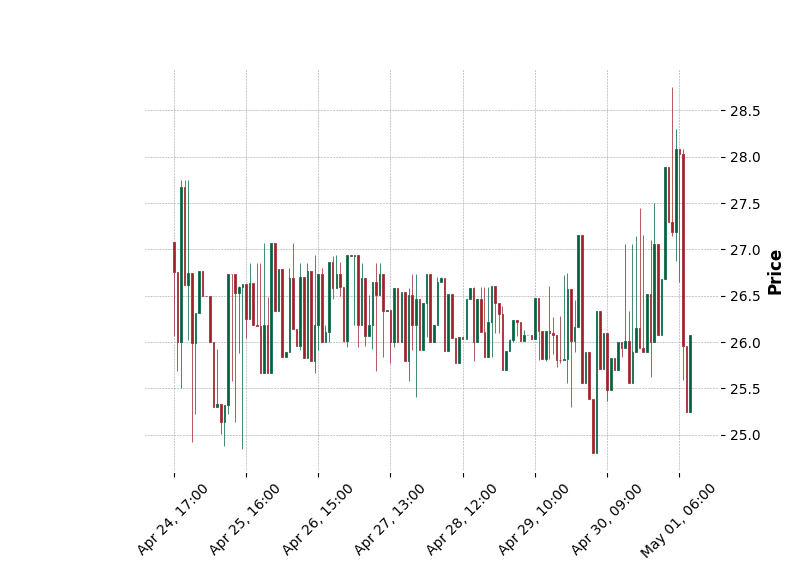 28.5
28.0
27.5
27.0
26.5
26.0
25.5
25.0
Price
Apr 24, 17:00
Apr 25, 16:00
Apr 26, 15:00
Apr 27, 13:00
Apr 28, 12:00
Apr 29, 10:00
Apr 30, 09:00
May 01, 06:00